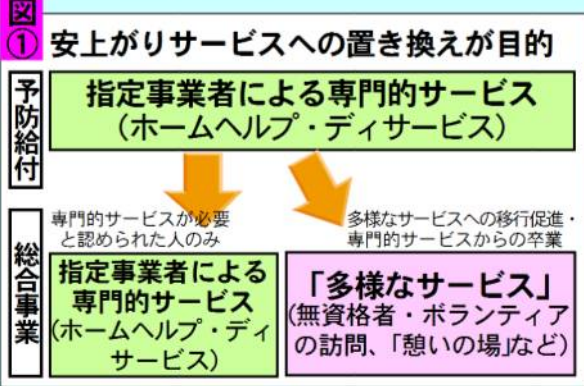 図
①
安上がりサービスへの置き換えが目的
予防給付
指定事業者による専門的サービス
（ホームヘルプ・ディサービス）
総合事業
専門的サービスが必要
と認められた人のみ
指定事業者による
専門的サービス
（ホームヘルプ・ディ
サービス）
多様なサービスへの移行促進・
専門的サービスからの卒業
「多様なサービス」
（無資格者・ボランティア
の訪問、「憩いの場」など）